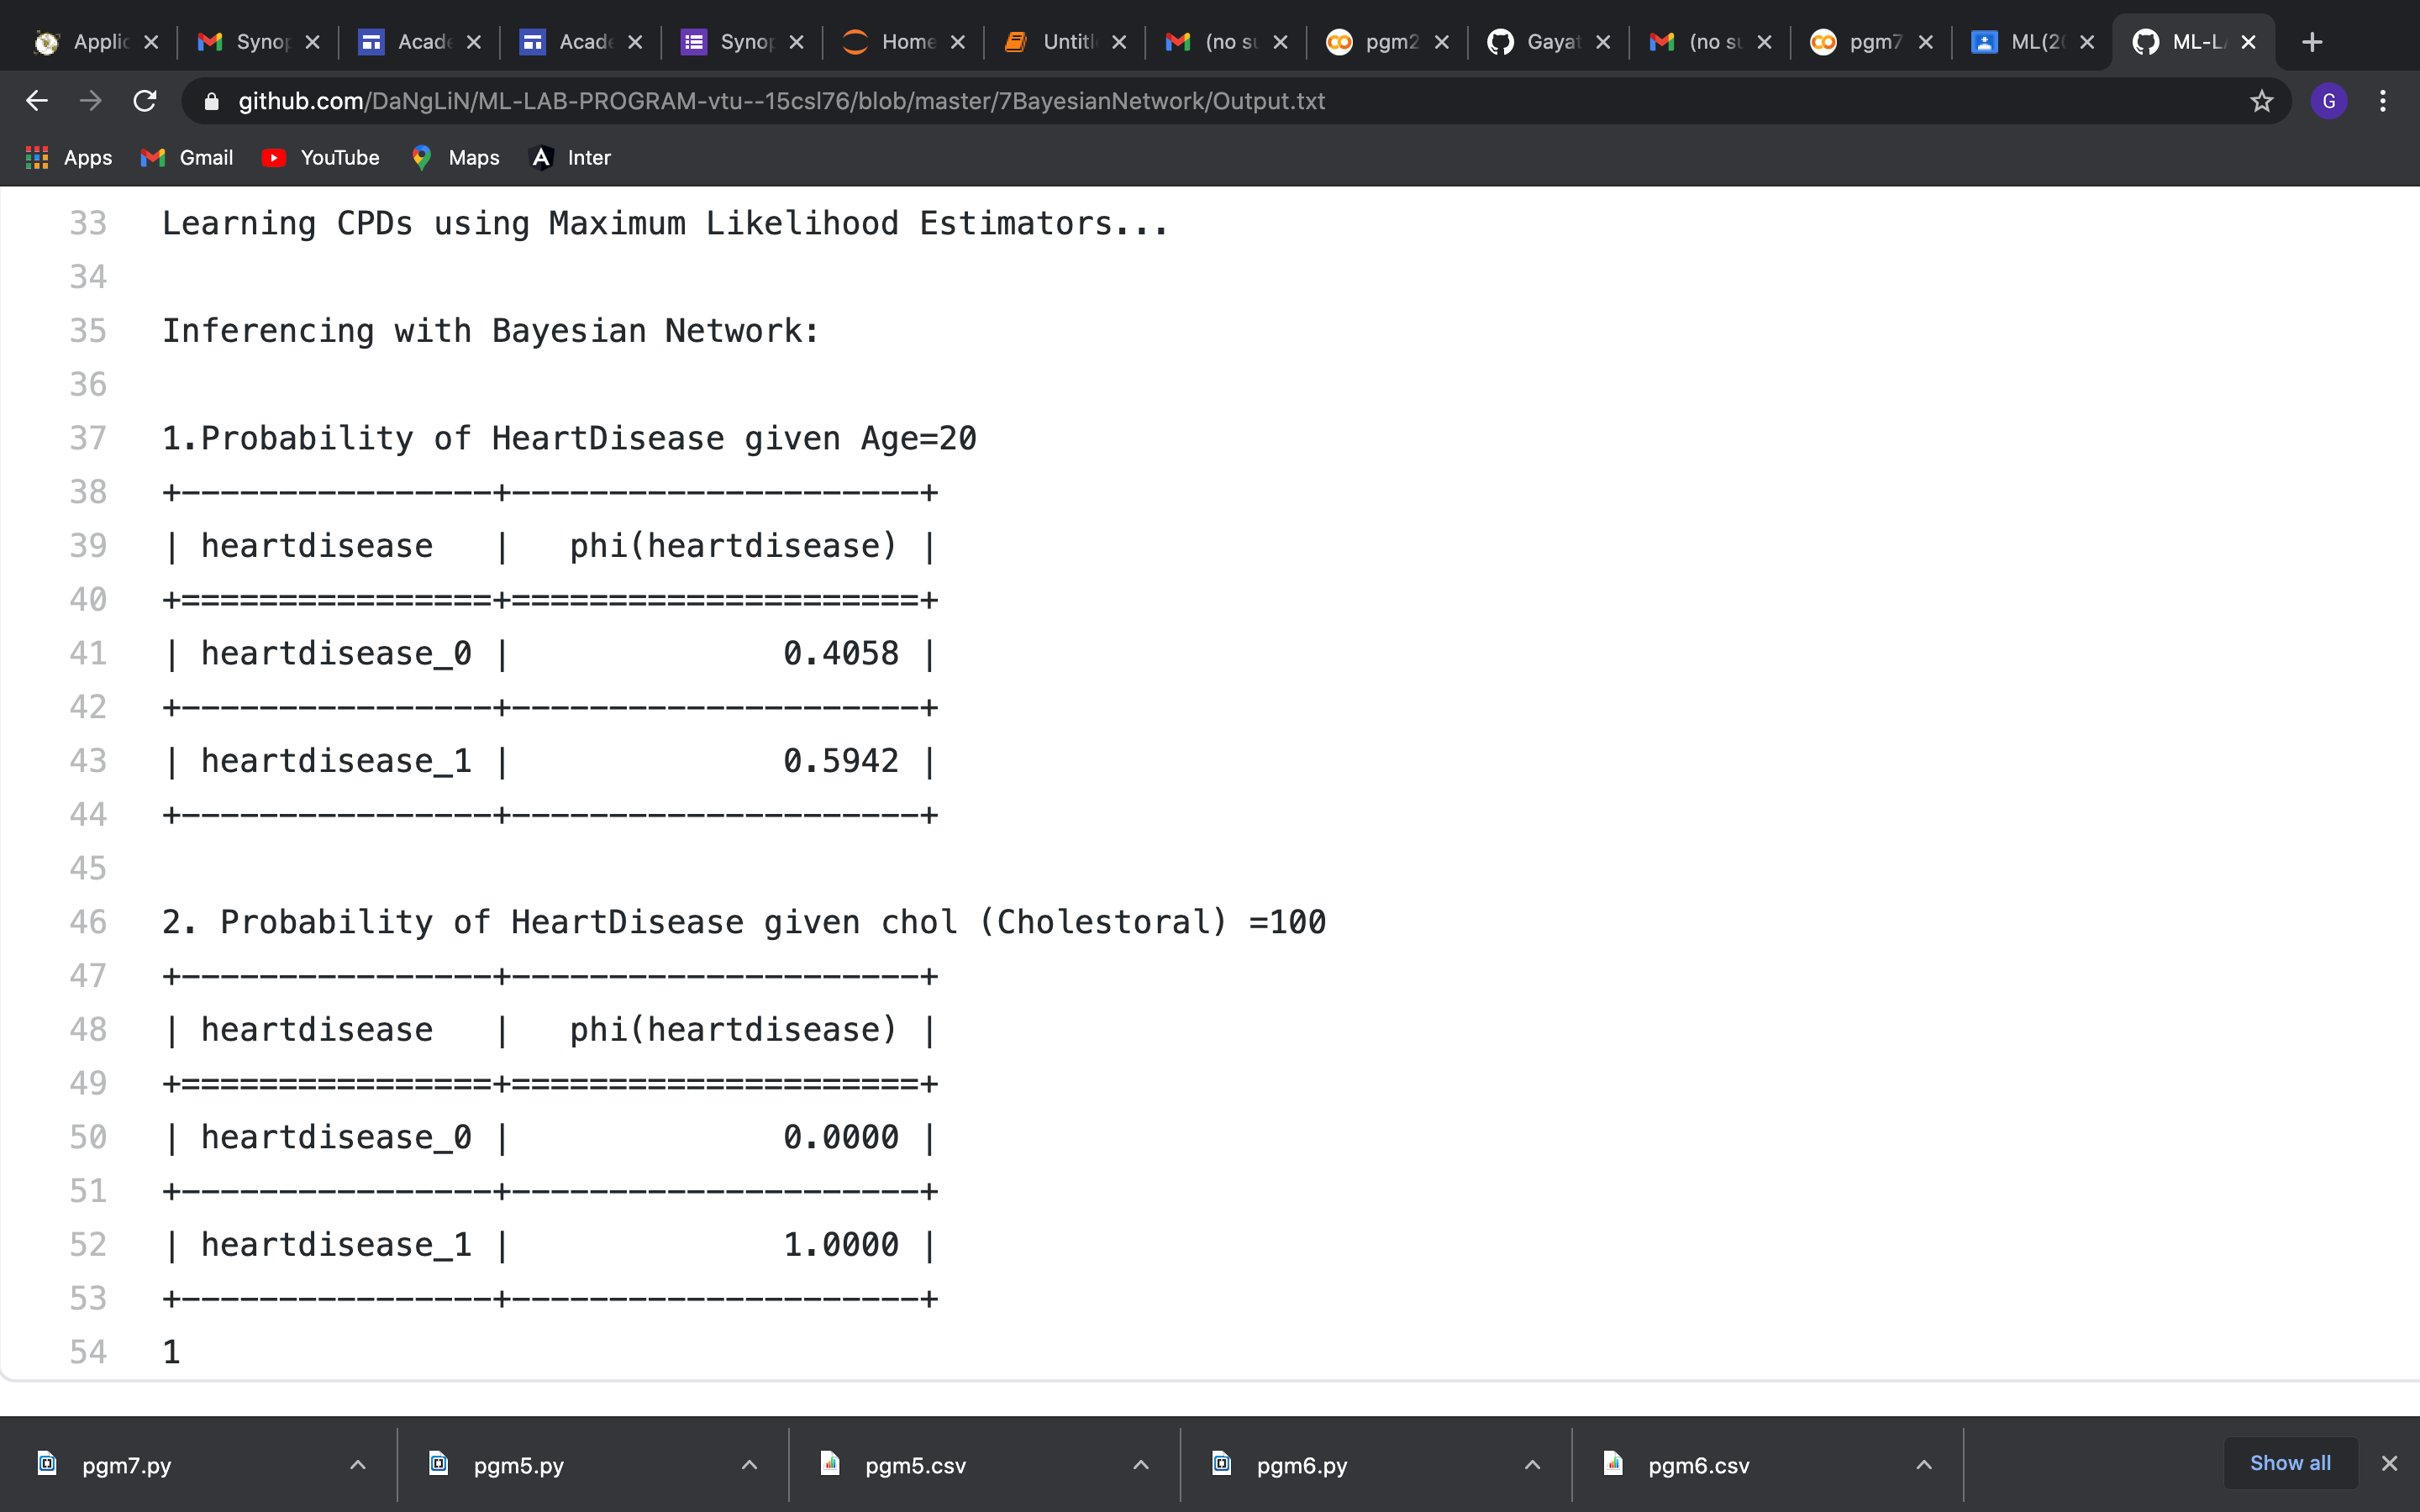 Applic
Synop
Acade
Acade
Synop
Home
Untitl
(no su
pgm2
Gayat
(no su
pgm7
ML(20
ML-LA
github.com/DaNgLiN/ML-LAB-PROGRAM-vtu--15csl76/blob/master/7BayesianNetwork/Output.txt
G
Apps Gmail YouTube Maps Inter
33 Learning CPDs using Maximum Likelihood Estimators...
34
35 Inferencing with Bayesian Network:
36
37 1.Probability of HeartDisease given Age=20
38 +----------------+---------------------+
39 | heartdisease   |   phi(heartdisease) |
40 +================+=====================+
41 | heartdisease_0 |              0.4058 |
42 +----------------+---------------------+
43 | heartdisease_1 |              0.5942 |
44 +----------------+---------------------+
45
46 2. Probability of HeartDisease given chol (Cholestoral) =100
47 +----------------+---------------------+
48 | heartdisease   |   phi(heartdisease) |
49 +================+=====================+
50 | heartdisease_0 |              0.0000 |
51 +----------------+---------------------+
52 | heartdisease_1 |              1.0000 |
53 +----------------+---------------------+
54 1
pgm7.py pgm5.py pgm5.csv pgm6.py pgm6.csv Show all